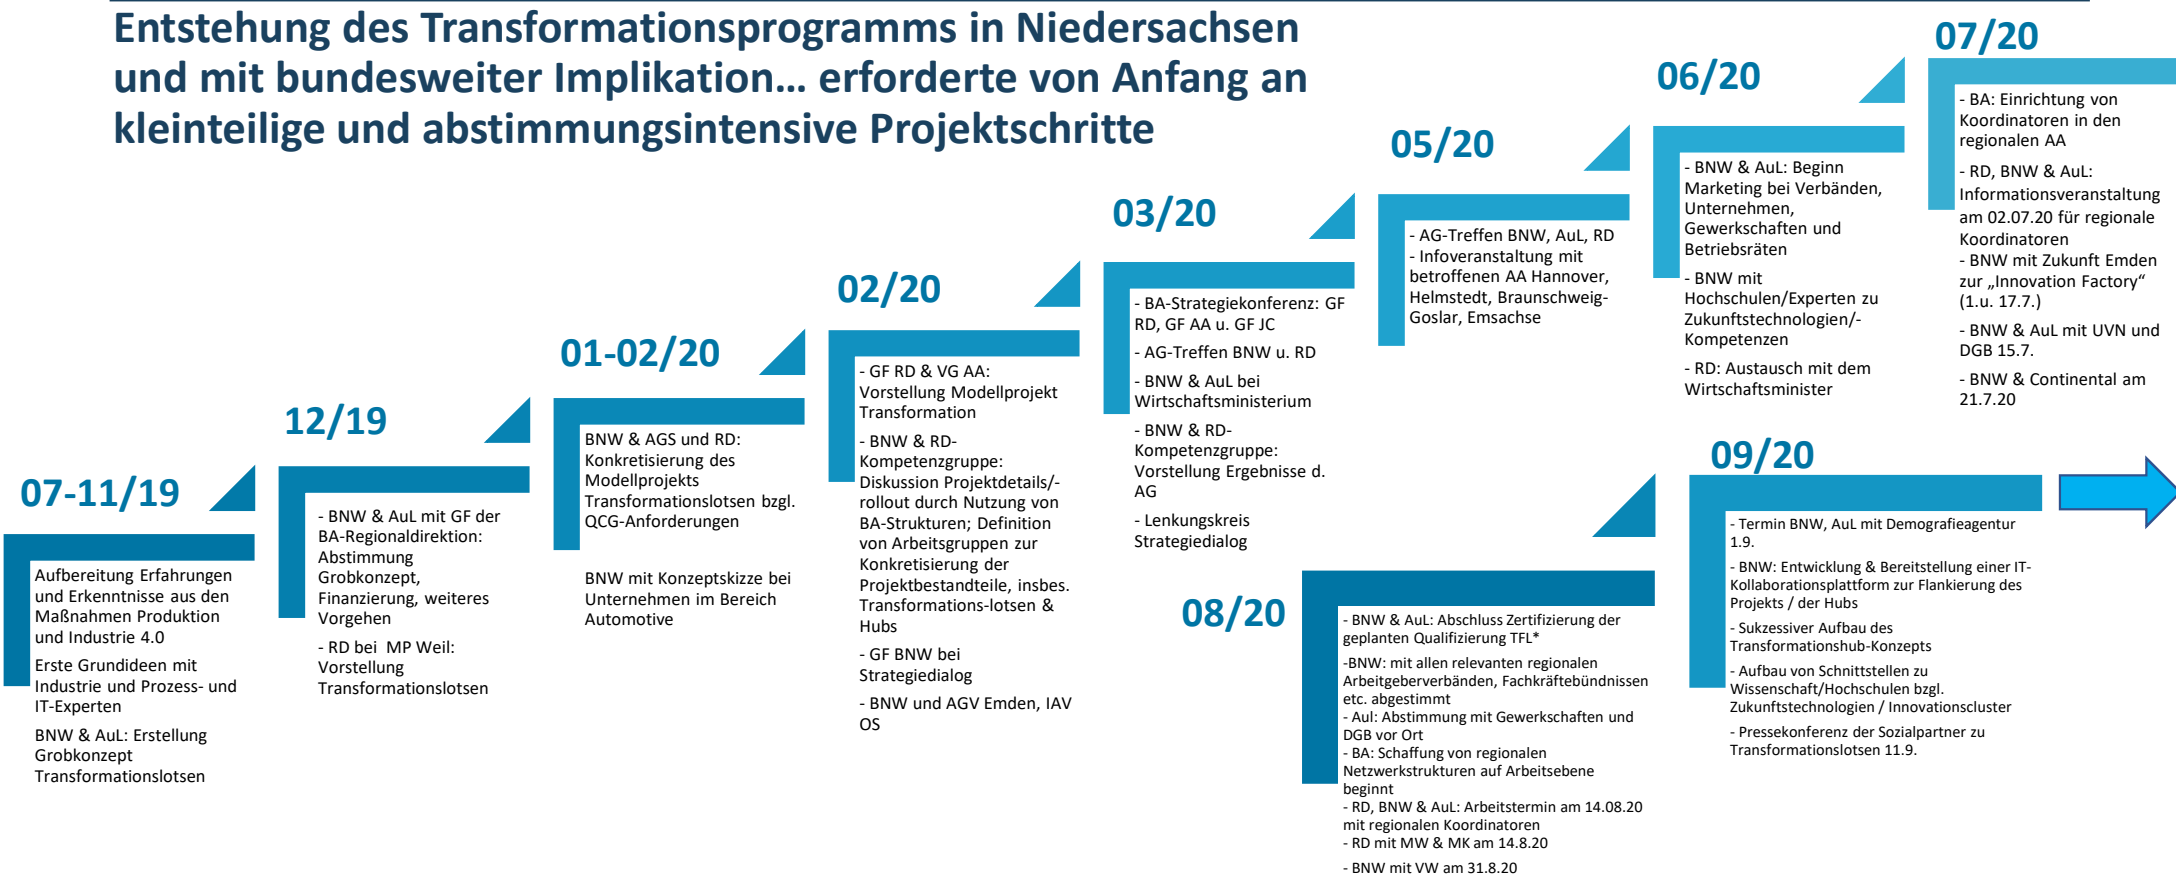 Entstehung des Transformationsprogramms in Niedersachsen
und mit bundesweiter Implikation… erforderte von Anfang an
kleinteilige und abstimmungsintensive Projektschritte
07-11/19
Aufbereitung Erfahrungen
und Erkenntnisse aus den
Maßnahmen Produktion
und Industrie 4.0
Erste Grundideen mit
Industrie und Prozess- und
IT-Experten
BNW & AuL: Erstellung
Grobkonzept
Transformationslotsen
12/19
- BNW & AuL mit GF der
BA-Regionaldirektion:
Abstimmung
Grobkonzept,
Finanzierung, weiteres
Vorgehen
- RD bei MP Weil:
Vorstellung
Transformationslotsen
01-02/20
BNW & AGS und RD:
Konkretisierung des
Modellprojekts
Transformationslotsen bzgl.
QCG-Anforderungen
BNW mit Konzeptskizze bei
Unternehmen im Bereich
Automotive
02/20
- GF RD & VG AA:
Vorstellung Modellprojekt
Transformation
- BNW & RD-
Kompetenzgruppe:
Diskussion Projektdetails/-
rollout durch Nutzung von
BA-Strukturen; Definition
von Arbeitsgruppen zur
Konkretisierung der
Projektbestandteile, insbes.
Transformations-lotsen &
Hubs
- GF BNW bei
Strategiedialog
- BNW und AGV Emden, IAV
OS
03/20
- BA-Strategiekonferenz: GF
RD, GF AA u. GF JC
- AG-Treffen BNW u. RD
- BNW & AuL bei
Wirtschaftsministerium
- BNW & RD-
Kompetenzgruppe:
Vorstellung Ergebnisse d.
AG
- Lenkungskreis
Strategiedialog
05/20
- AG-Treffen BNW, AuL, RD
- Infoveranstaltung mit
betroffenen AA Hannover,
Helmstedt, Braunschweig-
Goslar, Emsachse
06/20
- BNW & AuL: Beginn
Marketing bei Verbänden,
Unternehmen,
Gewerkschaften und
Betriebsräten
- BNW mit
Hochschulen/Experten zu
Zukunftstechnologien/-
Kompetenzen
- RD: Austausch mit dem
Wirtschaftsminister
07/20
- BA: Einrichtung von
Koordinatoren in den
regionalen AA
- RD, BNW & AuL:
Informationsveranstaltung
am 02.07.20 für regionale
Koordinatoren
- BNW mit Zukunft Emden
zur „Innovation Factory“
(1.u. 17.7.)
- BNW & AuL mit UVN und
DGB 15.7.
- BNW & Continental am
21.7.20
08/20
- BNW & AuL: Abschluss Zertifizierung der
geplanten Qualifizierung TFL*
-BNW: mit allen relevanten regionalen
Arbeitgeberverbänden, Fachkräftebündnissen
etc. abgestimmt
- Aul: Abstimmung mit Gewerkschaften und
DGB vor Ort
- BA: Schaffung von regionalen
Netzwerkstrukturen auf Arbeitsebene
beginnt
- RD, BNW & AuL: Arbeitstermin am 14.08.20
mit regionalen Koordinatoren
- RD mit MW & MK am 14.8.20
- BNW mit VW am 31.8.20
09/20
- Termin BNW, AuL mit Demografieagentur
1.9.
- BNW: Entwicklung & Bereitstellung einer IT-
Kollaborationsplattform zur Flankierung des
Projekts / der Hubs
- Sukzessiver Aufbau des
Transformationshub-Konzepts
- Aufbau von Schnittstellen zu
Wissenschaft/Hochschulen bzgl.
Zukunftstechnologien / Innovationscluster
- Pressekonferenz der Sozialpartner zu
Transformationslotsen 11.9.